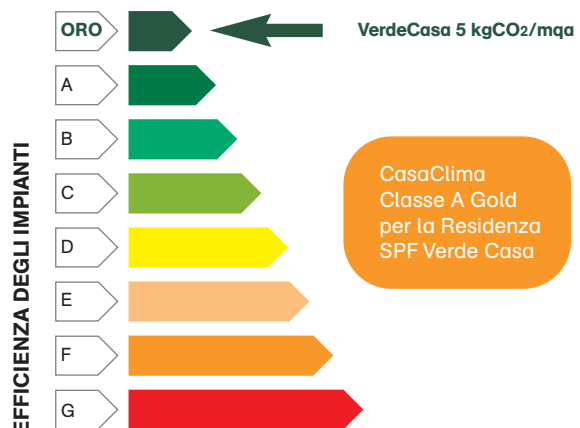 ORO
VerdeCasa 5 kgCO2/mqa
A
B
C
D
E
F
G
EFFICIENZA DEGLI IMPIANTI
CasaClima
Classe A Gold
per la Residenza
SPF Verde Casa